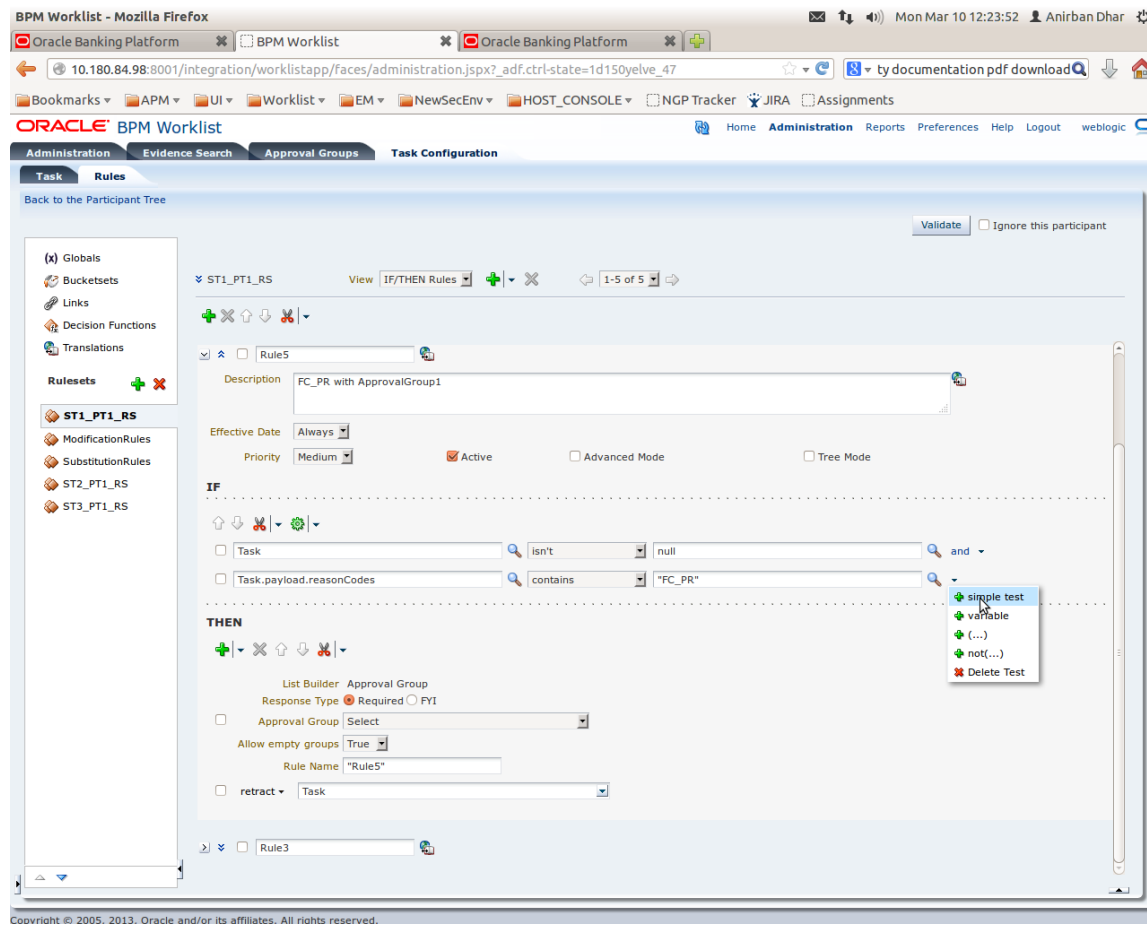 BPM Worklist - Mozilla Firefox Mon Mar 10 12:23:52 Anirban Dhar
Oracle Banking Platform BPM Worklist Oracle Banking Platform
10.180.84.98:8001/integration/worklistapp/faces/administration.jspx?_adf.ctrl-state=1d150yelve_47 ty documentation pdf download
Bookmarks APM UI Worklist EM NewSecEnv HOST_CONSOLE NGP Tracker JIRA Assignments
ORACLE BPM Worklist Home Administration Reports Preferences Help Logout weblogic
Administration Evidence Search Approval Groups Task Configuration
Task Rules
Back to the Participant Tree
Validate Ignore this participant
(x) Globals
Bucketsets
Links
Decision Functions
Translations
Rulesets
ST1_PT1_RS
ModificationRules
SubstitutionRules
ST2_PT1_RS
ST3_PT1_RS
ST1_PT1_RS View IF/THEN Rules 1-5 of 5
Rule5
Description FC_PR with ApprovalGroup1
Effective Date Always
Priority Medium Active Advanced Mode Tree Mode
IF
Task isn't null and
Task.payload.reasonCodes contains "FC_PR"
simple test
variable
(...)
not(...)
Delete Test
THEN
List Builder Approval Group
Response Type Required FYI
Approval Group Select
Allow empty groups True
Rule Name "Rule5"
retract Task
Rule3
Copyright © 2005, 2013, Oracle and/or its affiliates. All rights reserved.